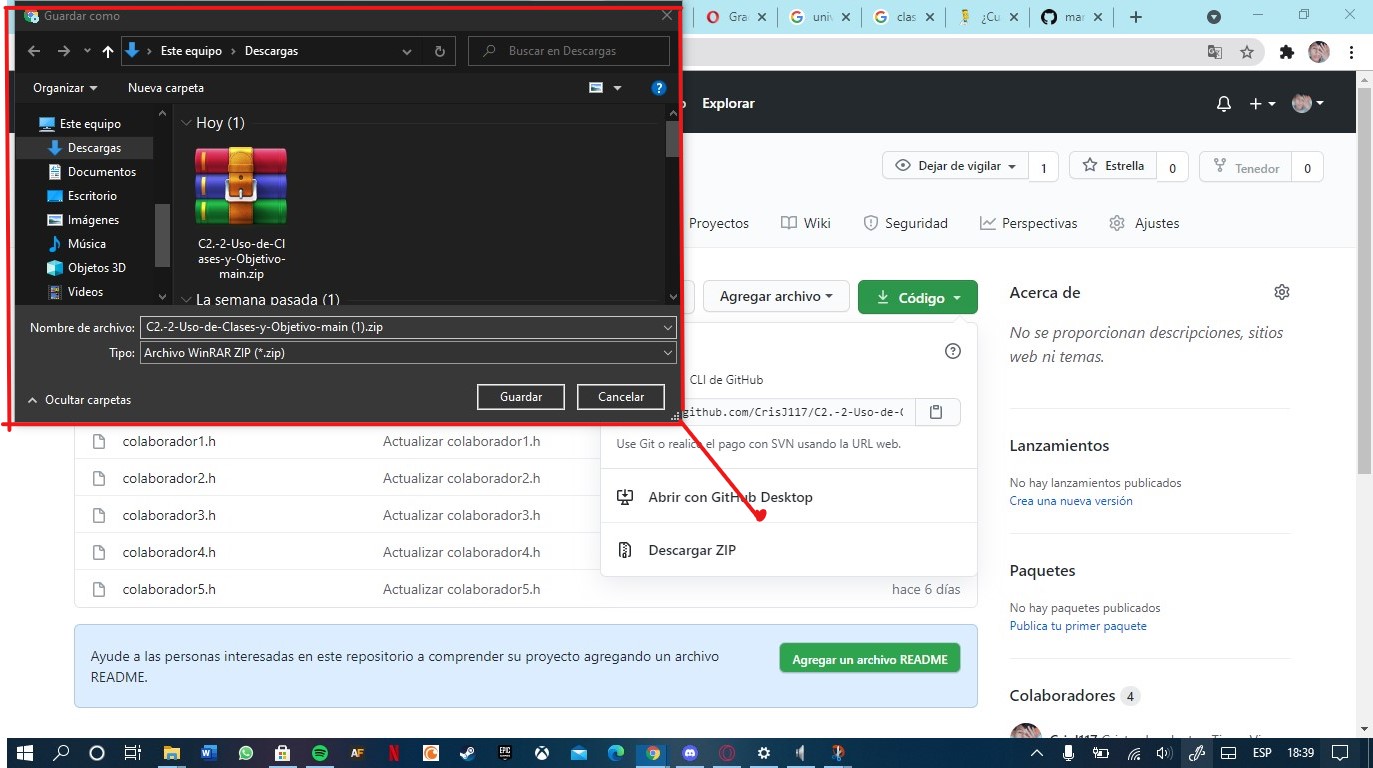 Guardar como
Gra
univ
clas
¿Cu
mar
Este equipo
Descargas
Buscar en Descargas
Organizar
Nueva carpeta
Explorar
Hoy (1)
Este equipo
Descargas
Documentos
Escritorio
Imágenes
Música
Objetos 3D
Videos
C2.-2-Uso-de-Cl
ases-y-Objetivo-
main.zip
La semana pasada (1)
Dejar de vigilar
1
Estrella
0
Tenedor
0
Proyectos
Wiki
Seguridad
Perspectivas
Ajustes
Nombre de archivo:
C2.-2-Uso-de-Clases-y-Objetivo-main (1).zip
Tipo:
Archivo WinRAR ZIP (*.zip)
Ocultar carpetas
Guardar
Cancelar
Agregar archivo
Código
Acerca de
No se proporcionan descripciones, sitios
web ni temas.
CLI de GitHub
github.com/CrisJ117/C2.-2-Uso-de-C
Use Git o realice el pago con SVN usando la URL web.
Abrir con GitHub Desktop
Descargar ZIP
colaborador1.h
Actualizar colaborador1.h
colaborador2.h
Actualizar colaborador2.h
colaborador3.h
Actualizar colaborador3.h
colaborador4.h
Actualizar colaborador4.h
colaborador5.h
Actualizar colaborador5.h
hace 6 días
Lanzamientos
No hay lanzamientos publicados
Crea una nueva versión
Paquetes
No hay paquetes publicados
Publica tu primer paquete
Ayude a las personas interesadas en este repositorio a comprender su proyecto agregando un archivo
README.
Agregar un archivo README
Colaboradores 4
ESP
18:39